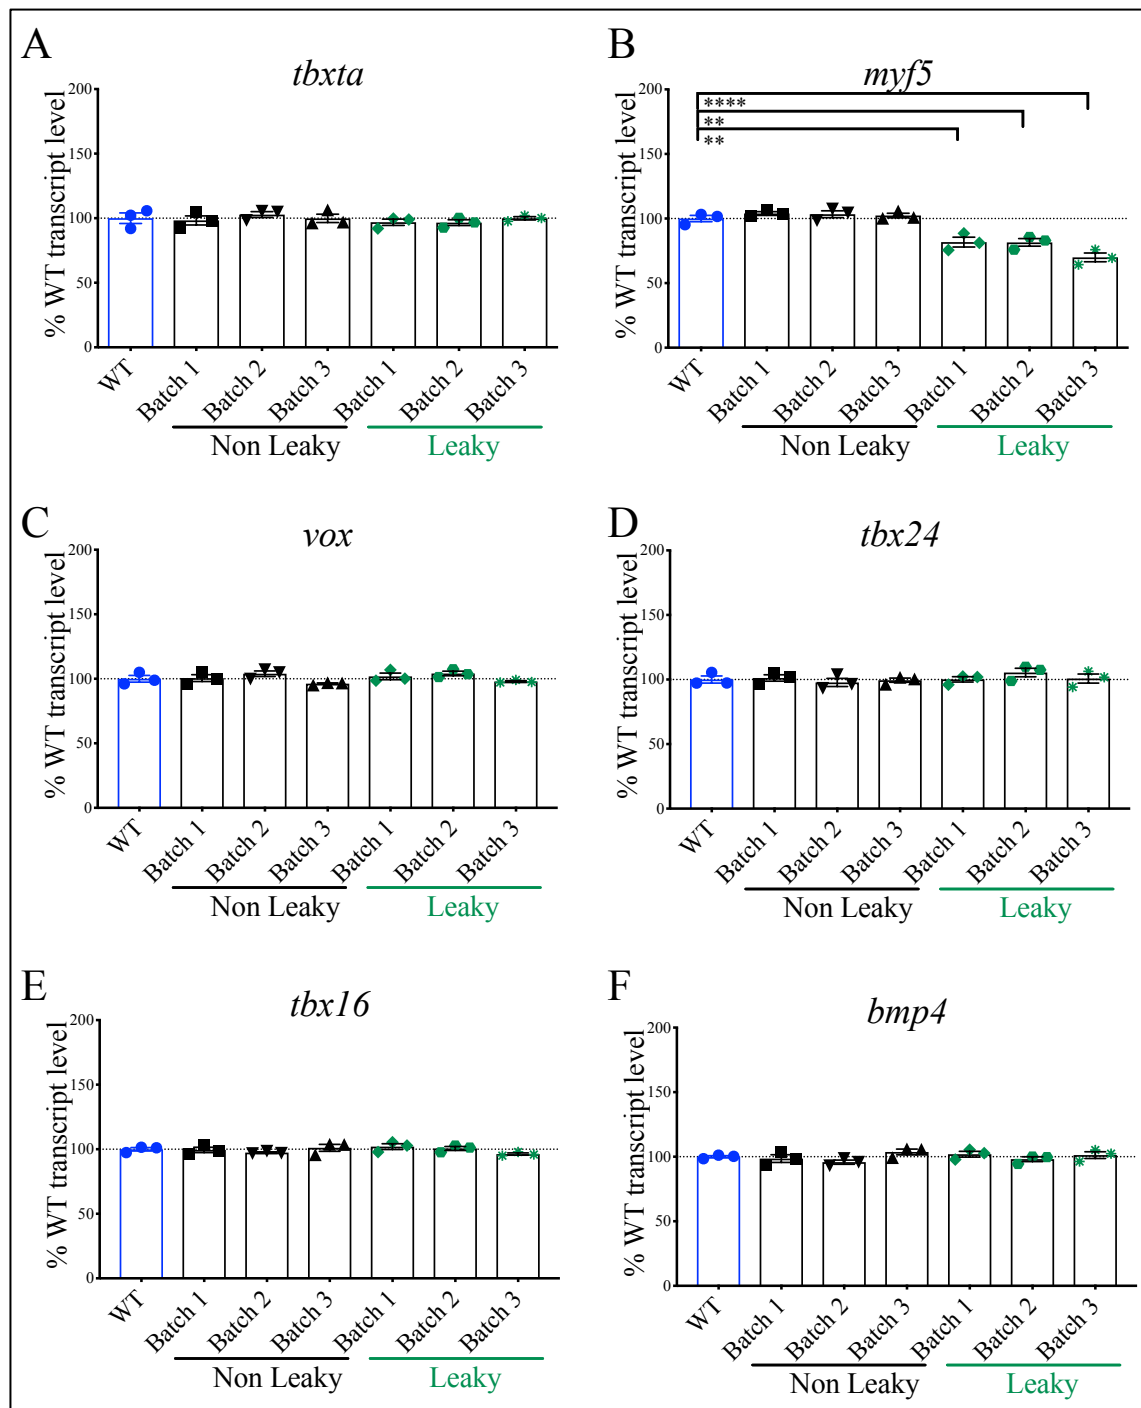 A
tbxta
% WT transcript level
200
150
100
50
0
WT
Batch 1
Batch 2
Batch 3
Batch 1
Batch 2
Batch 3
Non Leaky
Leaky
B
myf5
% WT transcript level
200
150
100
50
0
****
**
**
WT
Batch 1
Batch 2
Batch 3
Batch 1
Batch 2
Batch 3
Non Leaky
Leaky
C
vox
% WT transcript level
200
150
100
50
0
WT
Batch 1
Batch 2
Batch 3
Batch 1
Batch 2
Batch 3
Non Leaky
Leaky
D
tbx24
% WT transcript level
200
150
100
50
0
WT
Batch 1
Batch 2
Batch 3
Batch 1
Batch 2
Batch 3
Non Leaky
Leaky
E
tbx16
% WT transcript level
200
150
100
50
0
WT
Batch 1
Batch 2
Batch 3
Batch 1
Batch 2
Batch 3
Non Leaky
Leaky
F
bmp4
% WT transcript level
200
150
100
50
0
WT
Batch 1
Batch 2
Batch 3
Batch 1
Batch 2
Batch 3
Non Leaky
Leaky